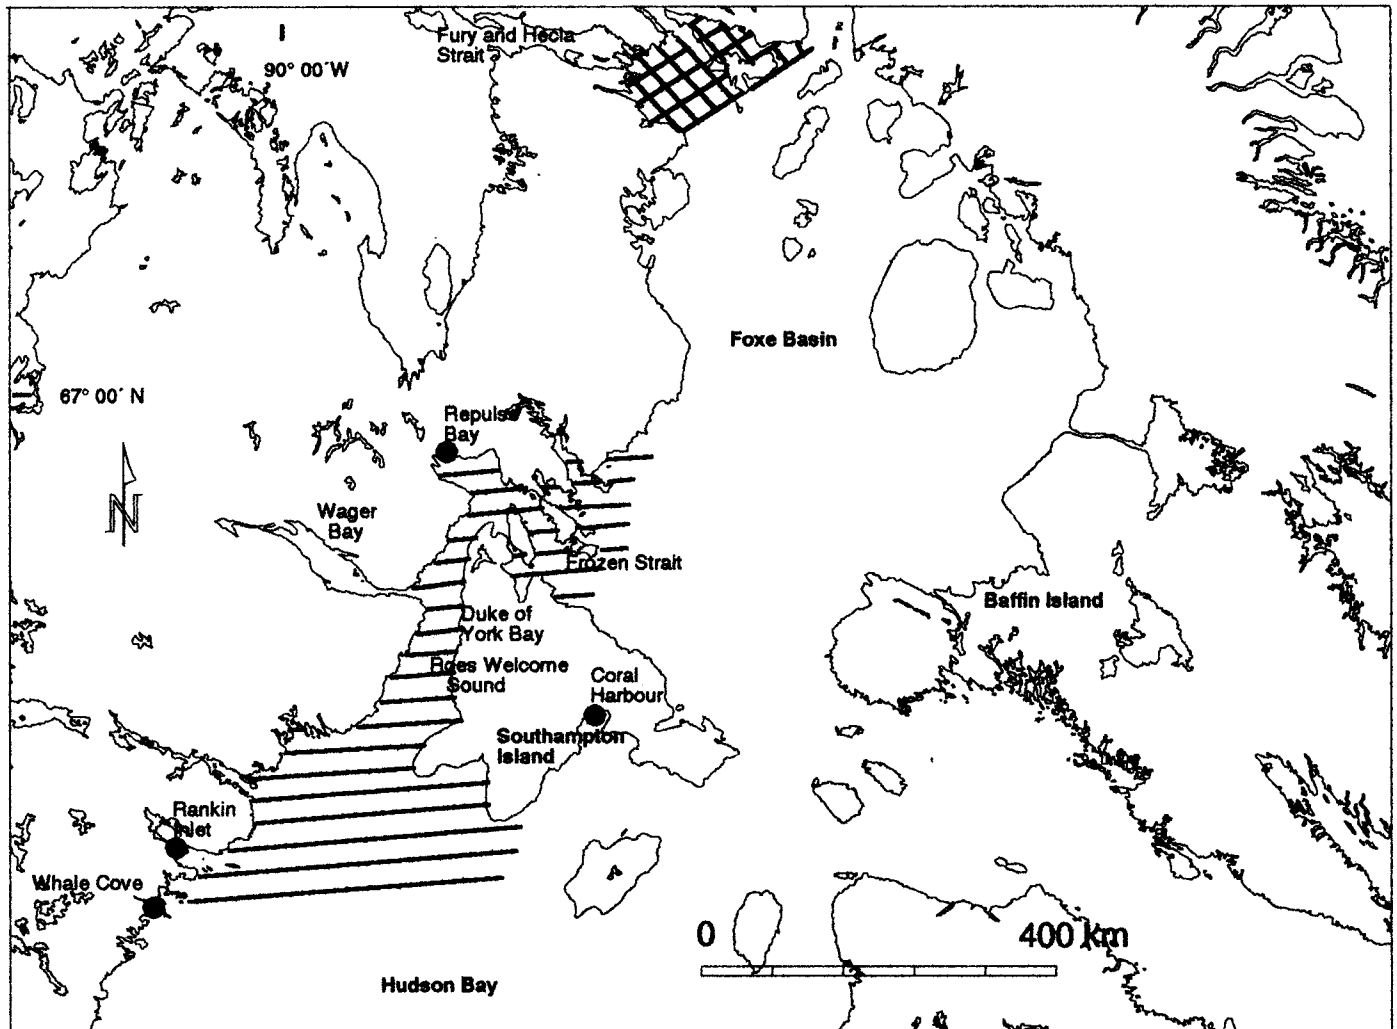 Fury and Hecla
Strait
90° 00´W
Foxe Basin
67° 00´ N
Repulse
Bay
N
Wager
Bay
Frozen Strait
Baffin Island
Duke of
York Bay
Roes Welcome
Sound
Coral
Harbour
Southampton
Island
Rankin
Inlet
Whale Cove
0
400 km
Hudson Bay